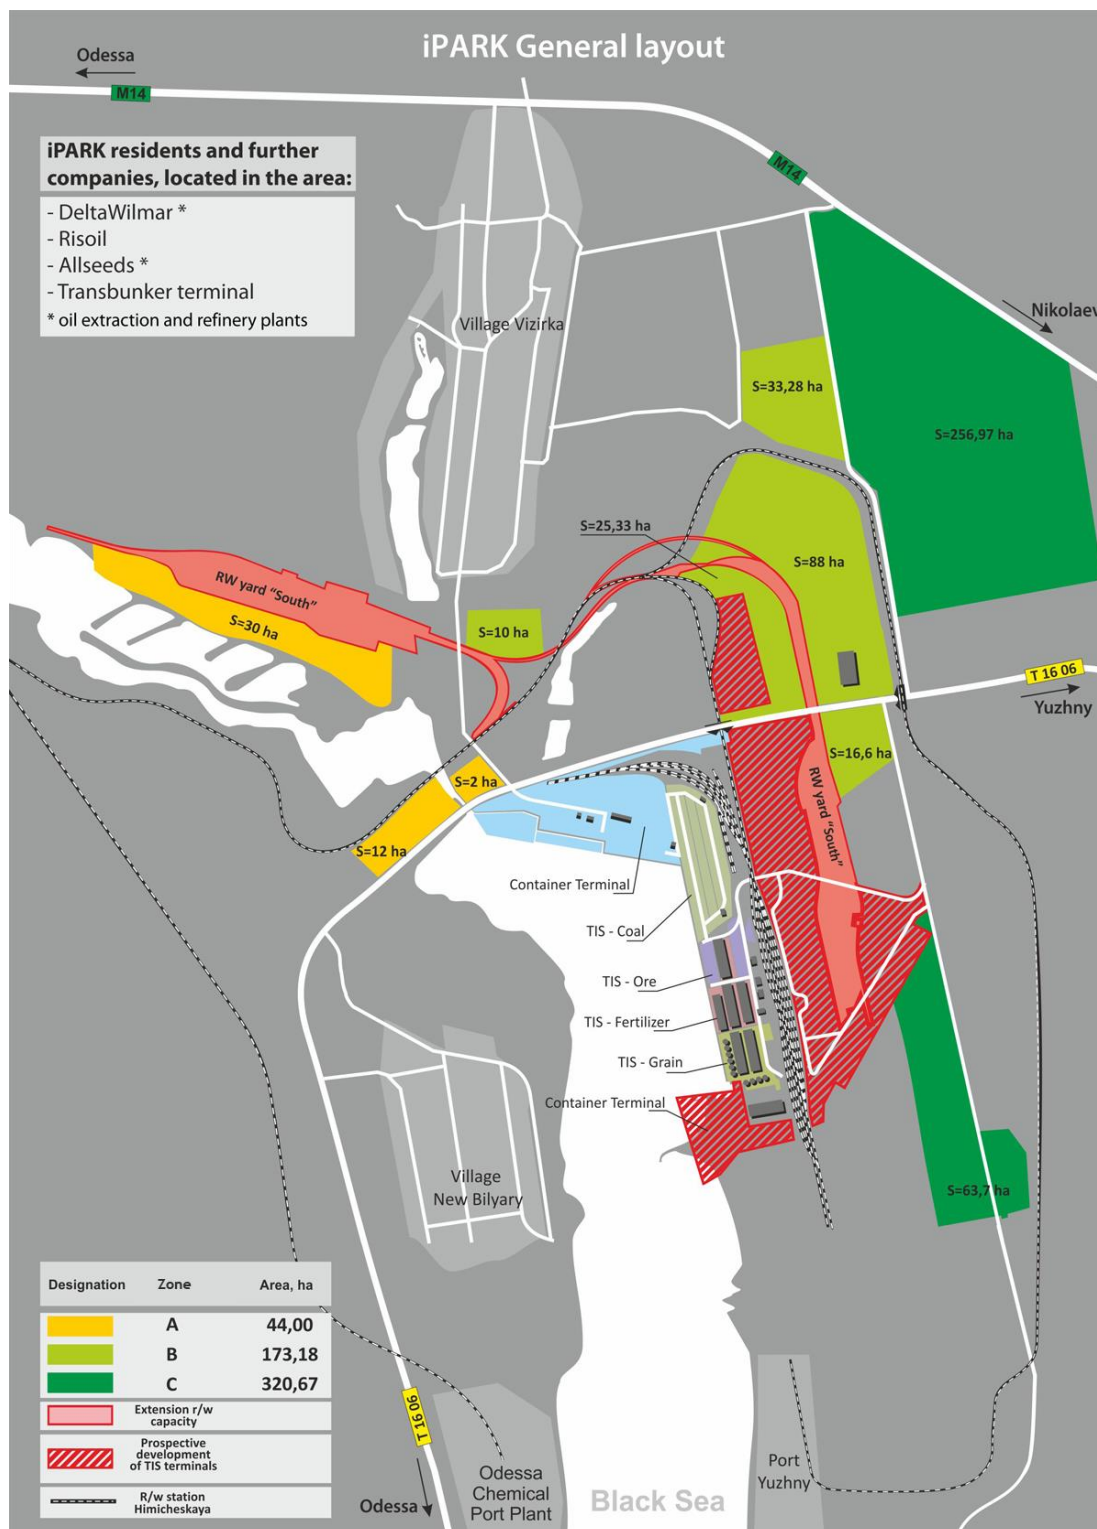 iPARK General layout
Odessa
M14
M14
iPARK residents and further
companies, located in the area:
- DeltaWilmar *
- Risoil
- Allseeds *
- Transbunker terminal
* oil extraction and refinery plants
Nikolaev
Village Vizirka
S=33,28 ha
S=256,97 ha
S=25,33 ha
S=88 ha
RW yard “South”
S=30 ha
S=10 ha
T 16 06
Yuzhny
S=16,6 ha
S=2 ha
S=12 ha
RW yard “South”
Container Terminal
TIS - Coal
TIS - Ore
TIS - Fertilizer
TIS - Grain
Container Terminal
Village
New Bilyary
S=63,7 ha
Designation Zone Area, ha
A 44,00
B 173,18
C 320,67
Extension r/w
capacity
Prospective
development
of TIS terminals
R/w station
Himicheskaya
T 16 06
Odessa
Odessa
Chemical
Port Plant
Black Sea
Port
Yuzhny